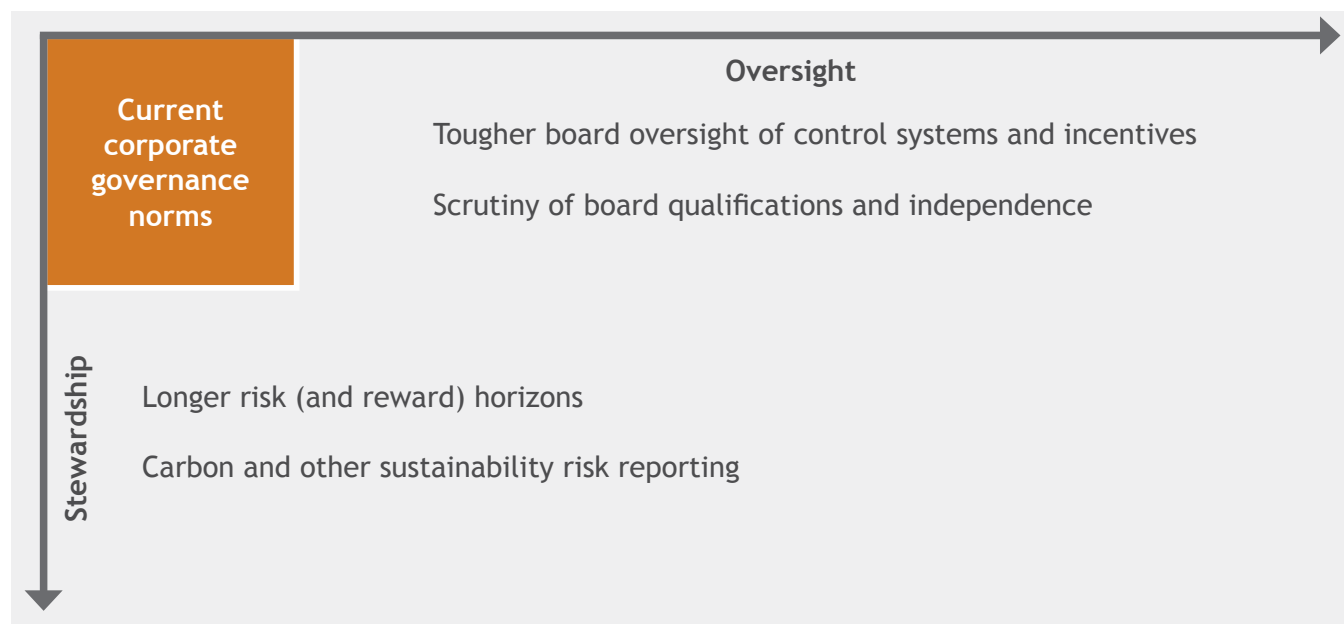 Oversight
Current
corporate
governance
norms
Tougher board oversight of control systems and incentives
Scrutiny of board qualifications and independence
Stewardship
Longer risk (and reward) horizons
Carbon and other sustainability risk reporting